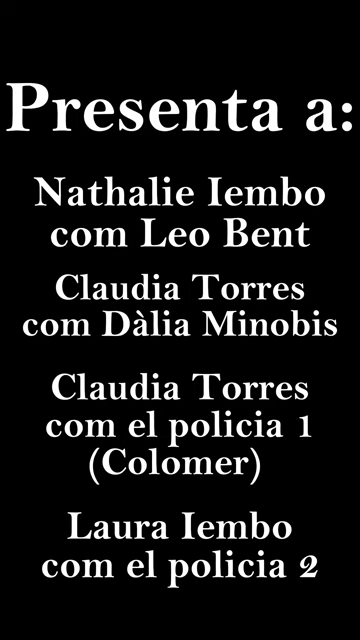 Presenta a:
Nathalie Iembo
com Leo Bent
Claudia Torres
com Dàlia Minobis
Claudia Torres
com el policia 1
(Colomer)
Laura Iembo
com el policia 2